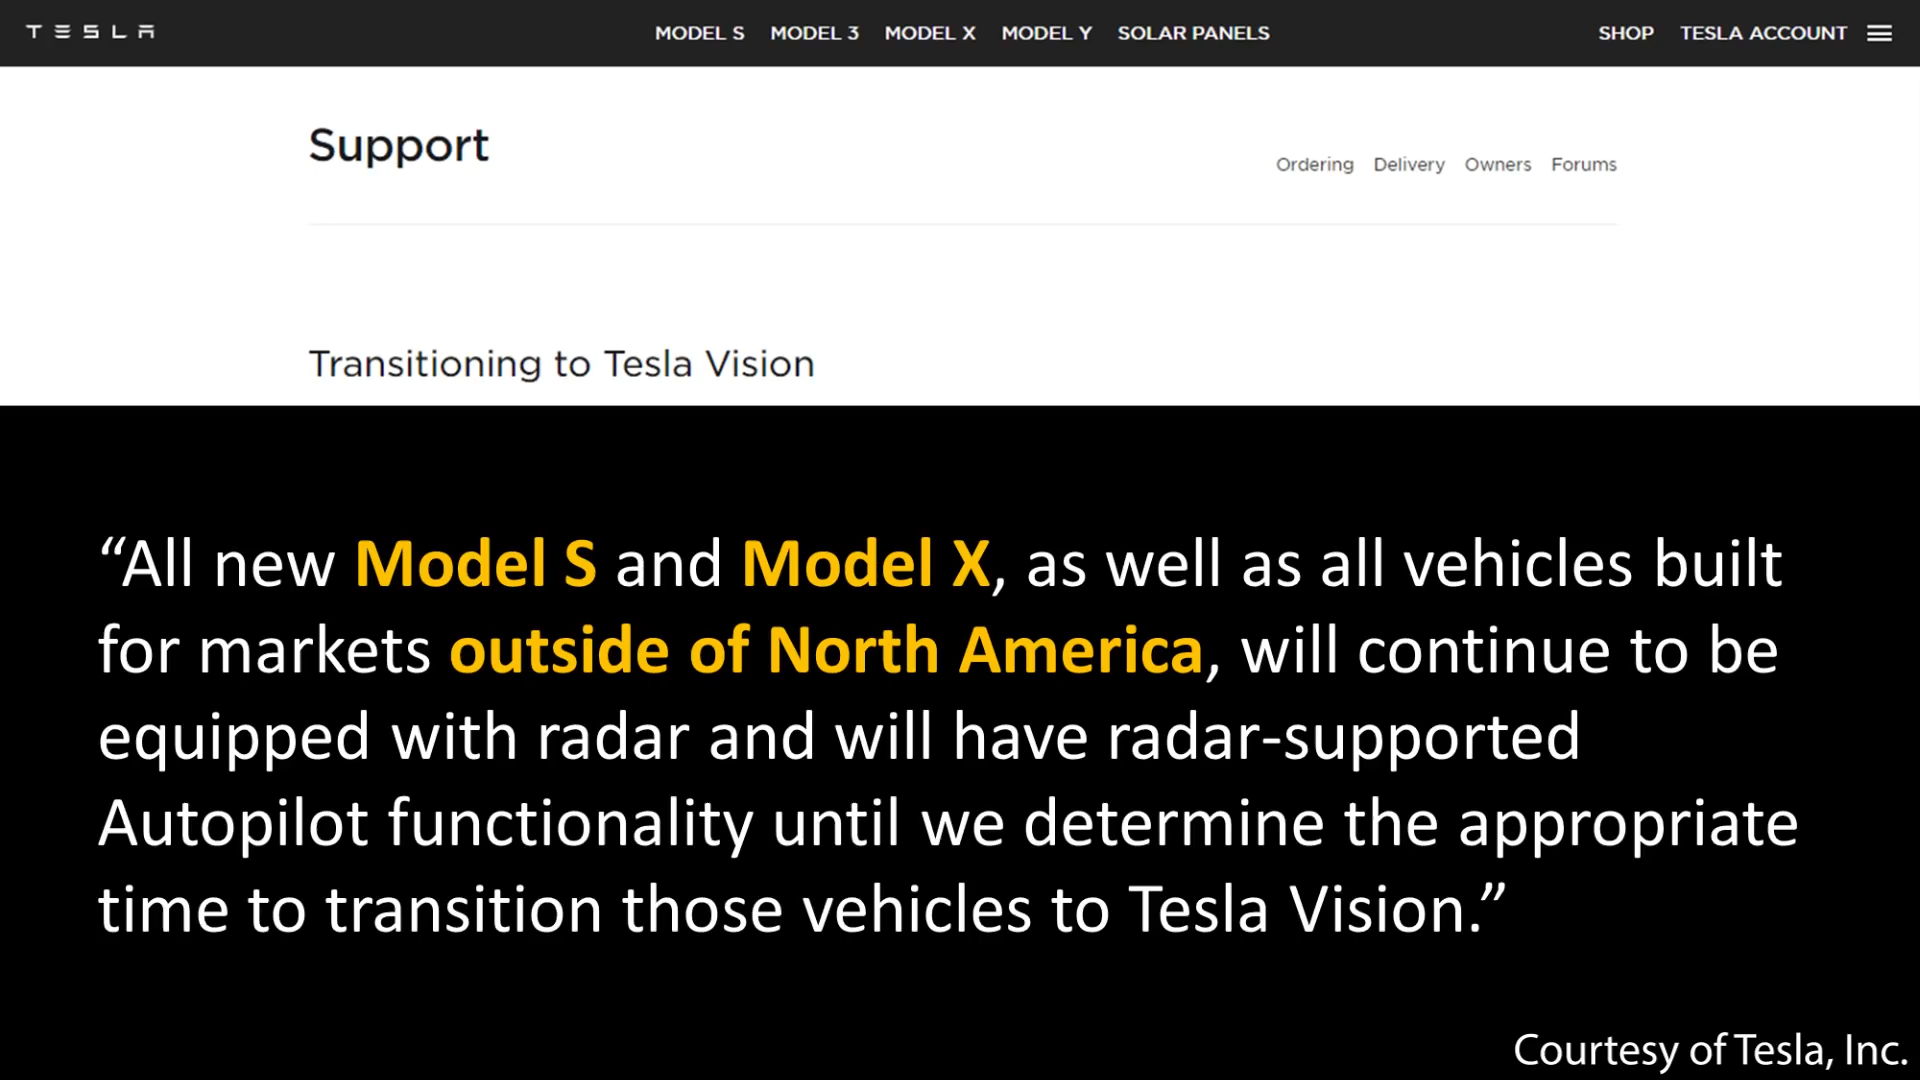 TESLA
MODEL S MODEL 3 MODEL X MODEL Y SOLAR PANELS
SHOP TESLA ACCOUNT
Support
Ordering Delivery Owners Forums
Transitioning to Tesla Vision
“All new Model S and Model X, as well as all vehicles built
for markets outside of North America, will continue to be
equipped with radar and will have radar-supported
Autopilot functionality until we determine the appropriate
time to transition those vehicles to Tesla Vision.”
Courtesy of Tesla, Inc.